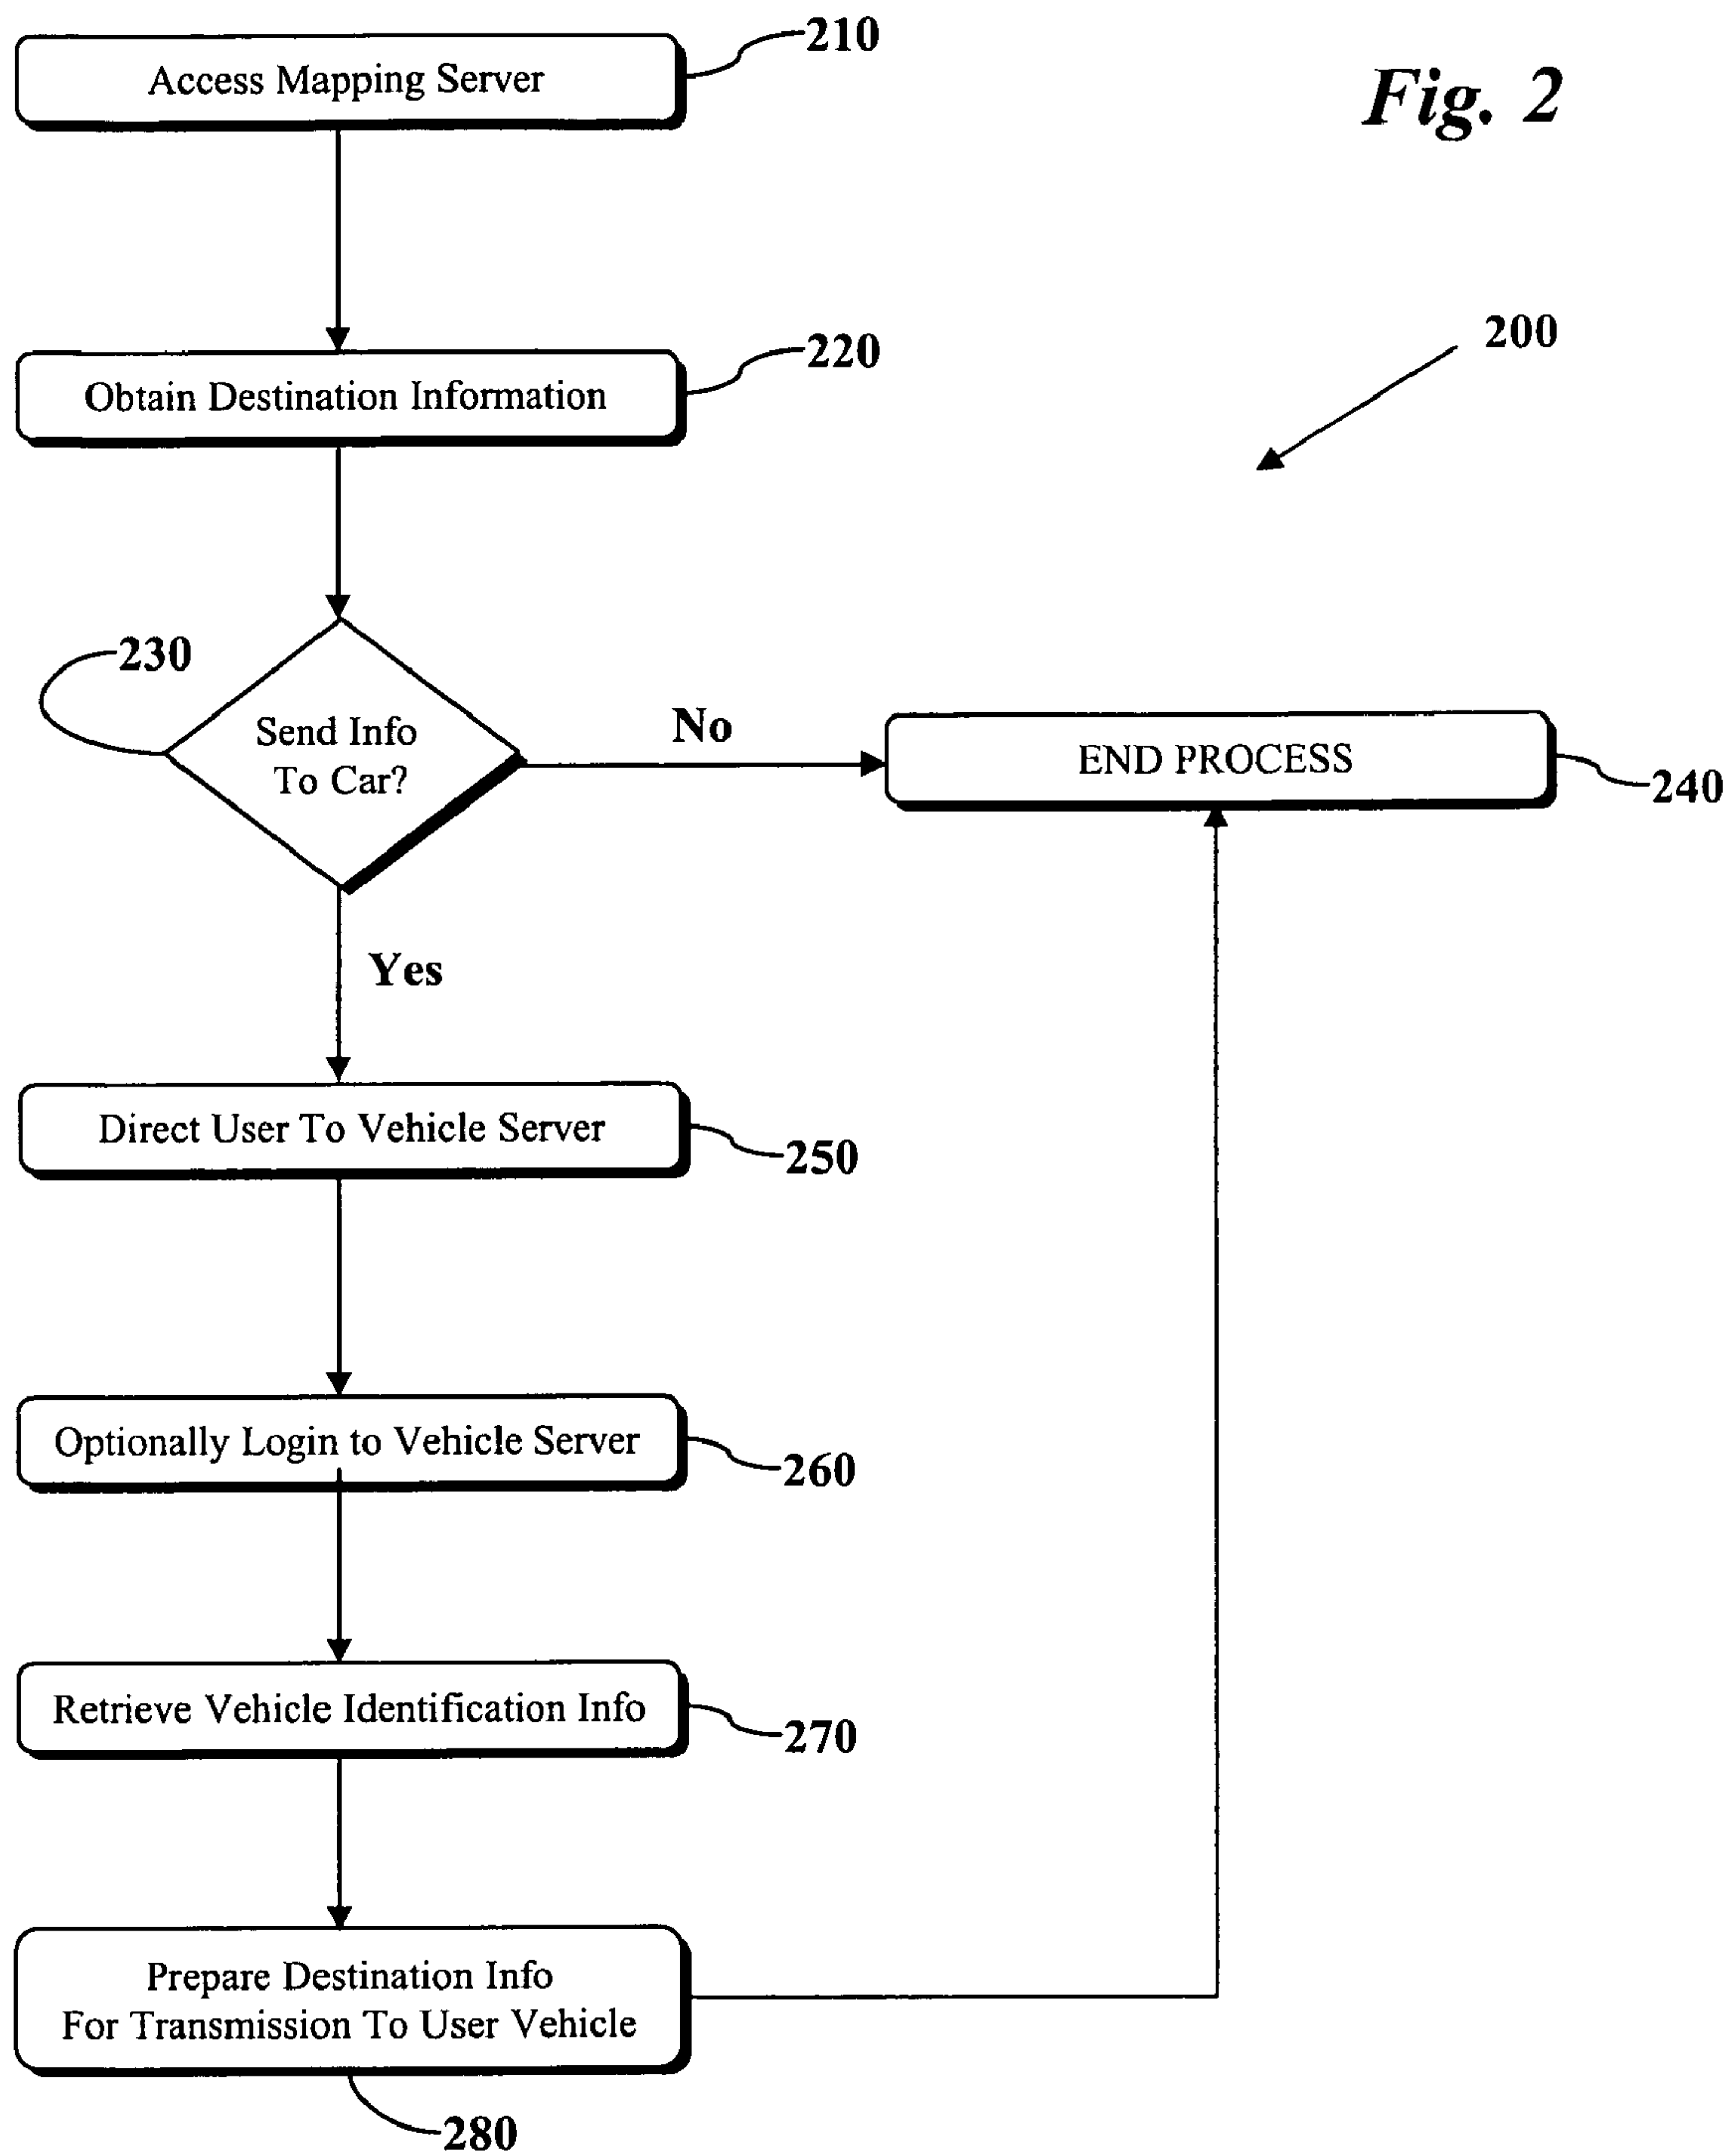 210
Access Mapping Server
Fig. 2
220
Obtain Destination Information
200
230
Send Info
To Car?
No
END PROCESS
240
Yes
Direct User To Vehicle Server
250
Optionally Login to Vehicle Server
260
Retrieve Vehicle Identification Info
270
Prepare Destination Info
For Transmission To User Vehicle
280